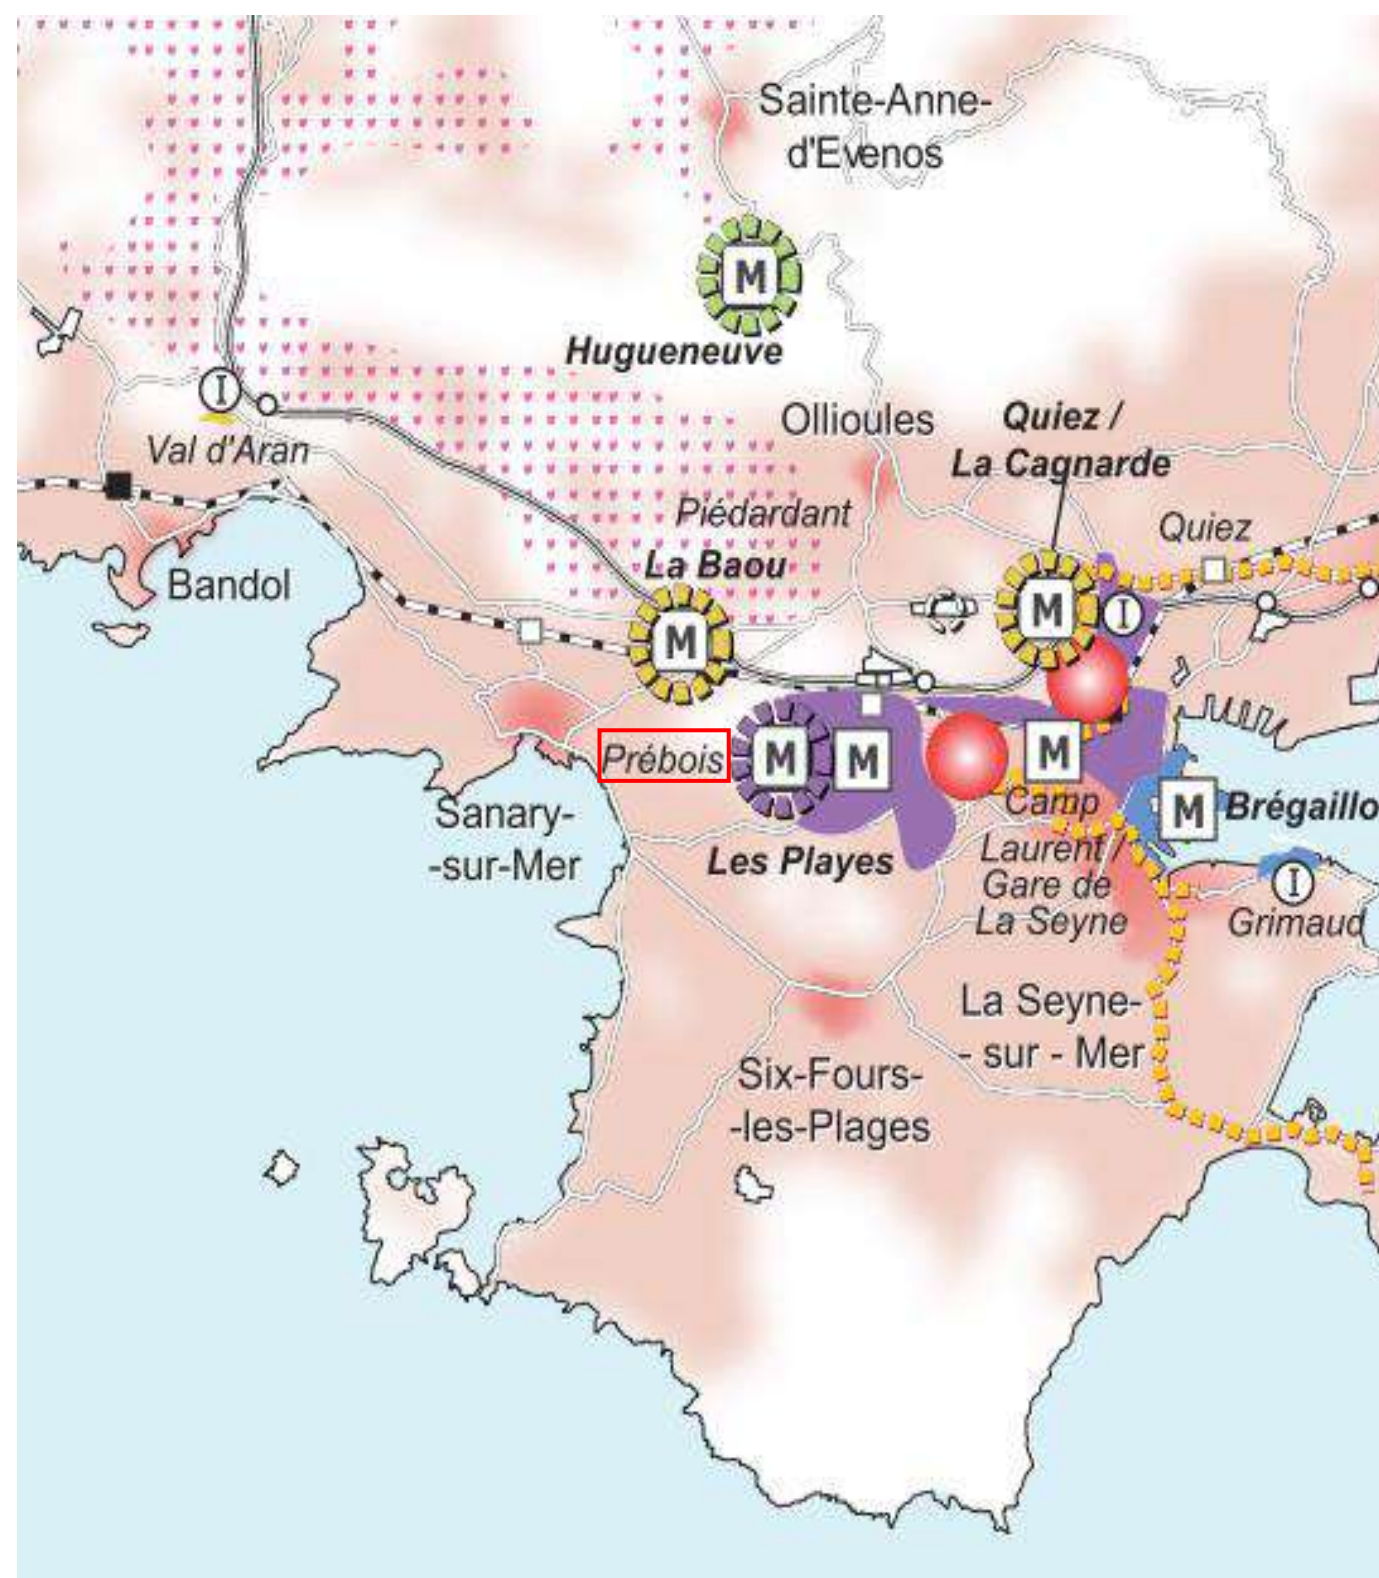 Sainte-Anne-
d'Evenos
M
Hugueneuve
I
Val d'Aran
Ollioules
Quiez /
La Cagnarde
Piédardant
Quiez
La Baou
Bandol
M
M
I
Prébois
M
M
M
Sanary-
-sur-Mer
Les Playes
Camp
Laurent /
Gare de
La Seyne
M
Brégaillo
I
Grimaud
La Seyne-
- sur - Mer
Six-Fours-
-les-Plages